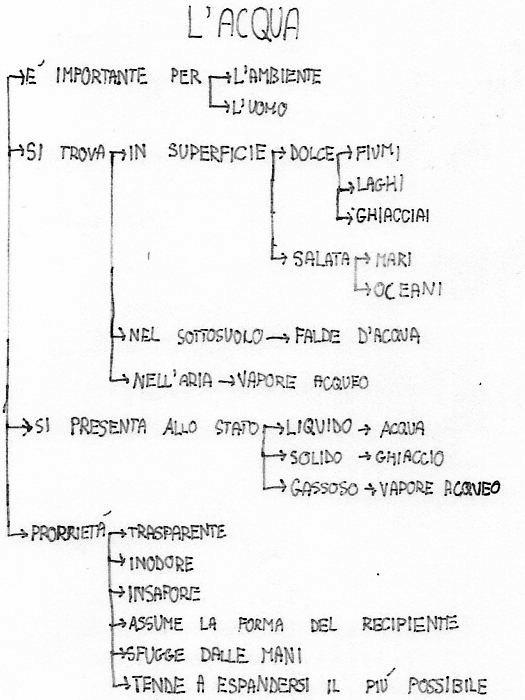 L'ACQUA
E' IMPORTANTE PER → L'AMBIENTE
→ L'UOMO
SI TROVA → IN SUPERFICIE → DOLCE → FIUMI
→ LAGHI
→ GHIACCIAI
→ SALATA → MARI
→ OCEANI
→ NEL SOTTOSUOLO → FALDE D'ACQUA
→ NELL'ARIA → VAPORE ACQUEO
SI PRESENTA ALLO STATO → LIQUIDO → ACQUA
→ SOLIDO → GHIACCIO
→ GASSOSO → VAPORE ACQUEO
PROPRIETÀ → TRASPARENTE
→ INODORE
→ INSAPORE
→ ASSUME LA FORMA DEL RECIPIENTE
→ SFUGGE DALLE MANI
→ TENDE A ESPANDERSI IL PIU' POSSIBILE